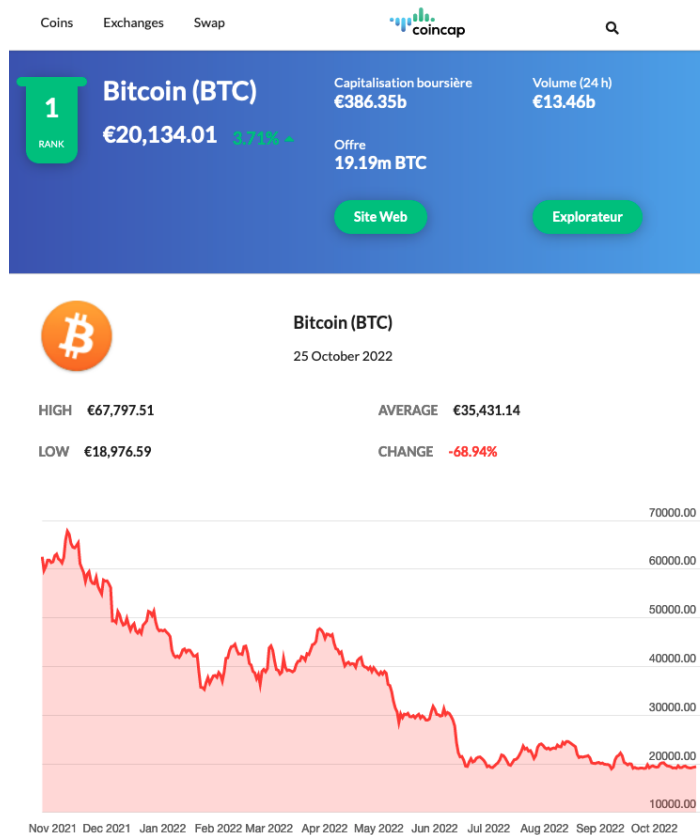 Coins Exchanges Swap coincap
1 Bitcoin (BTC) Capitalisation boursière Volume (24 h)
€386.35b €13.46b
RANK €20,134.01 3.71%
Offre
19.19m BTC
Site Web Explorateur
Bitcoin (BTC)
25 October 2022
HIGH €67,797.51 AVERAGE €35,431.14
LOW €18,976.59 CHANGE -68.94%
70000.00
60000.00
50000.00
40000.00
30000.00
20000.00
10000.00
Nov 2021 Dec 2021 Jan 2022 Feb 2022 Mar 2022 Apr 2022 May 2022 Jun 2022 Jul 2022 Aug 2022 Sep 2022 Oct 2022